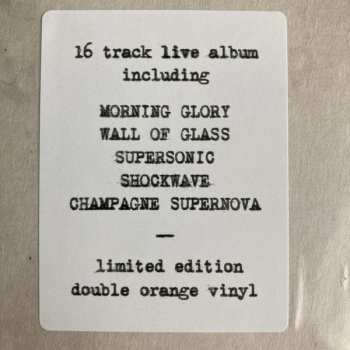 16 track live album
including
MORNING GLORY
WALL OF GLASS
SUPERSONIC
SHOCKWAVE
CHAMPAGNE SUPERNOVA
—
limited edition
double orange vinyl